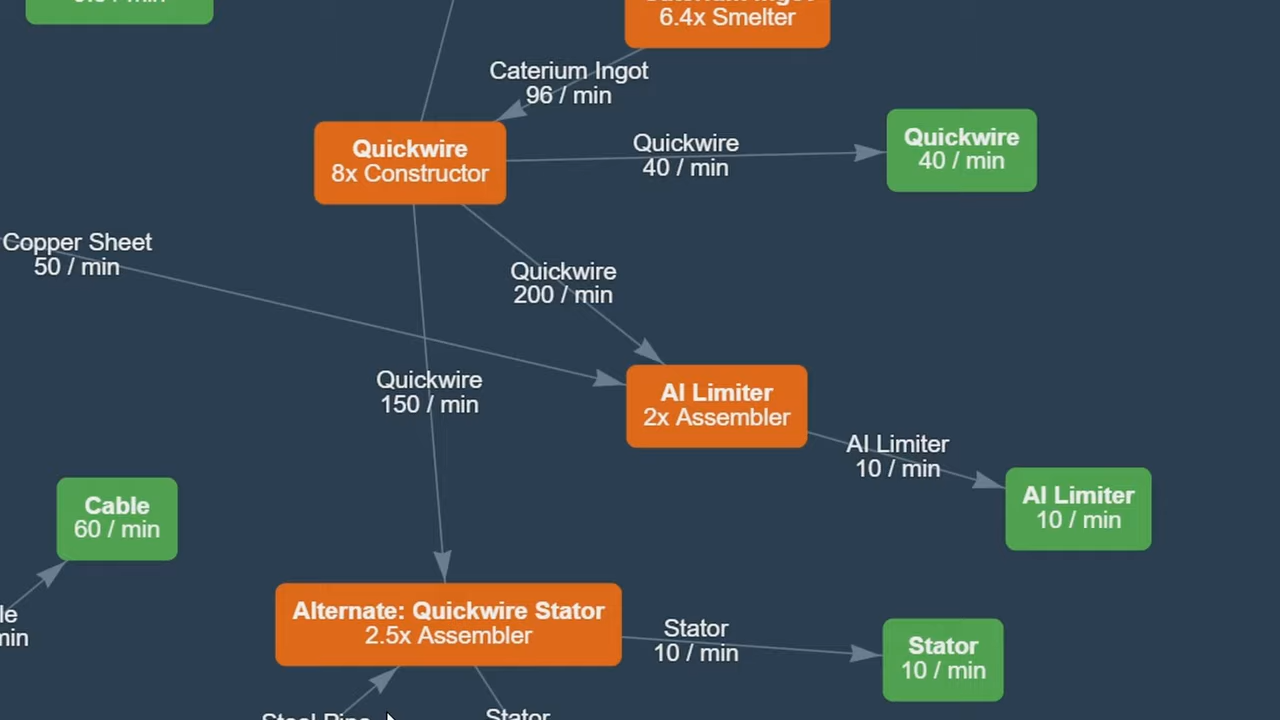 6.4x Smelter
Caterium Ingot
96 / min
Quickwire
8x Constructor
Quickwire
40 / min
Quickwire
40 / min
Copper Sheet
50 / min
Quickwire
200 / min
Quickwire
150 / min
AI Limiter
2x Assembler
AI Limiter
10 / min
AI Limiter
10 / min
Cable
60 / min
Alternate: Quickwire Stator
2.5x Assembler
Stator
10 / min
Stator
10 / min
Steel Pipe
Stator